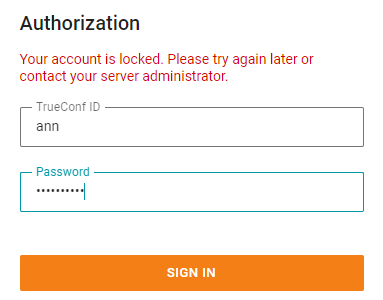 Authorization
Your account is locked. Please try again later or
contact your server administrator.
TrueConf ID
ann
Password
••••••••••
SIGN IN